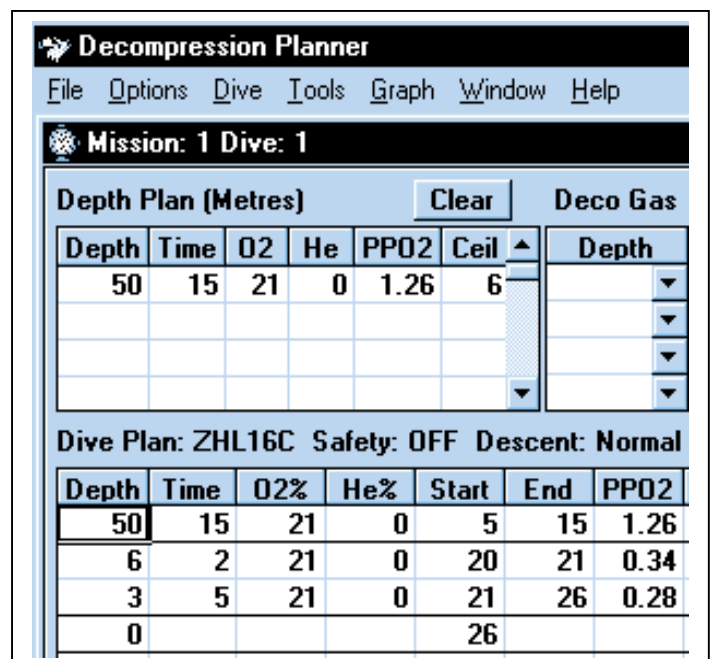 Decompression Planner
File Options Dive Tools Graph Window Help
Mission: 1 Dive: 1
Depth Plan (Metres) Clear Deco Gas
Depth Time O2 He PPO2 Ceil Depth
50 15 21 0 1.26 6
Dive Plan: ZHL16C Safety: OFF Descent: Normal
Depth Time O2% He% Start End PPO2
50 15 21 0 5 15 1.26
6 2 21 0 20 21 0.34
3 5 21 0 21 26 0.28
0 26